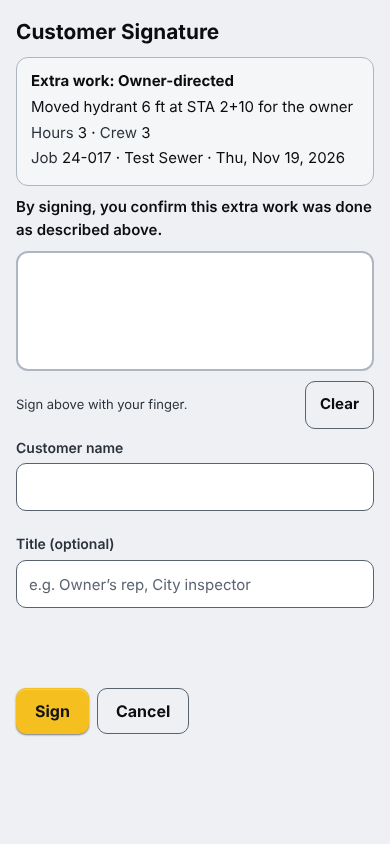 Customer Signature
Extra work: Owner-directed
Moved hydrant 6 ft at STA 2+10 for the owner
Hours 3 · Crew 3
Job 24-017 · Test Sewer · Thu, Nov 19, 2026
By signing, you confirm this extra work was done
as described above.
Sign above with your finger.
Clear
Customer name
Title (optional)
e.g. Owner’s rep, City inspector
Sign
Cancel